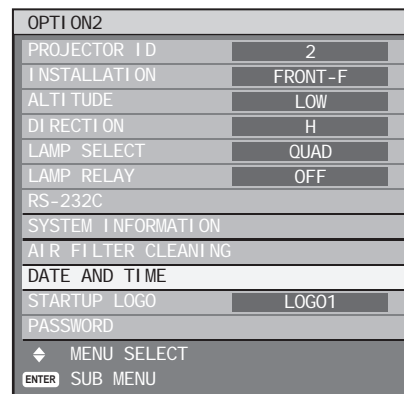 OPTION2
PROJECTOR ID 2
INSTALLATION FRONT-F
ALTITUDE LOW
DIRECTION H
LAMP SELECT QUAD
LAMP RELAY OFF
RS-232C
SYSTEM INFORMATION
AIR FILTER CLEANING
DATE AND TIME
STARTUP LOGO LOGO1
PASSWORD
MENU SELECT
ENTER SUB MENU